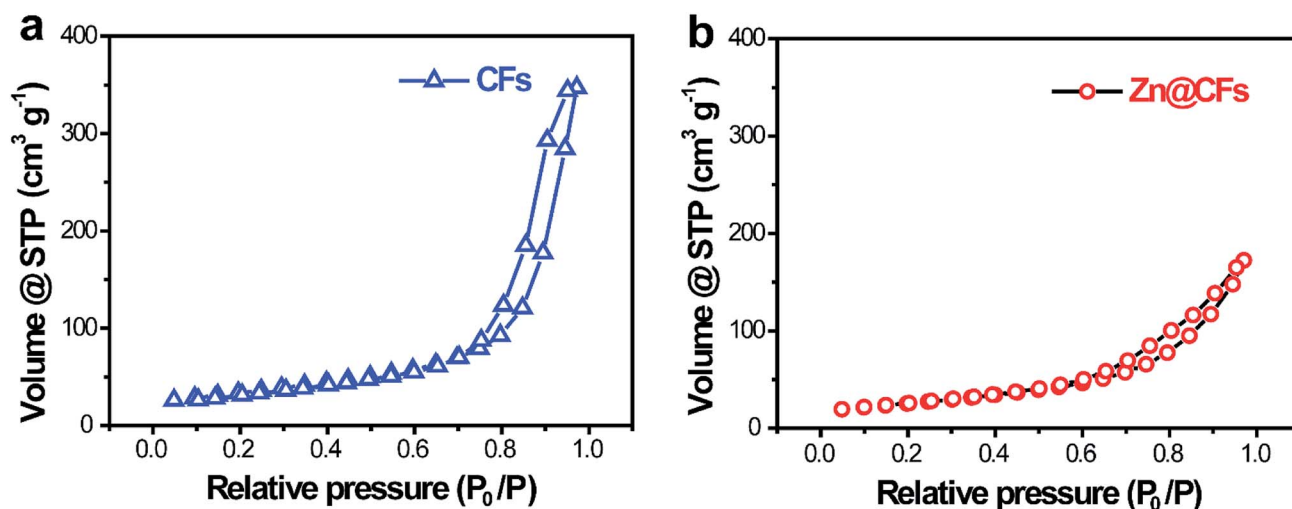 a
CFs
Volume @ STP (cm³ g⁻¹)
400
300
200
100
0
0.0 0.2 0.4 0.6 0.8 1.0
Relative pressure (P₀/P)
b
Zn@CFs
Volume @ STP (cm³ g⁻¹)
400
300
200
100
0
0.0 0.2 0.4 0.6 0.8 1.0
Relative pressure (P₀/P)